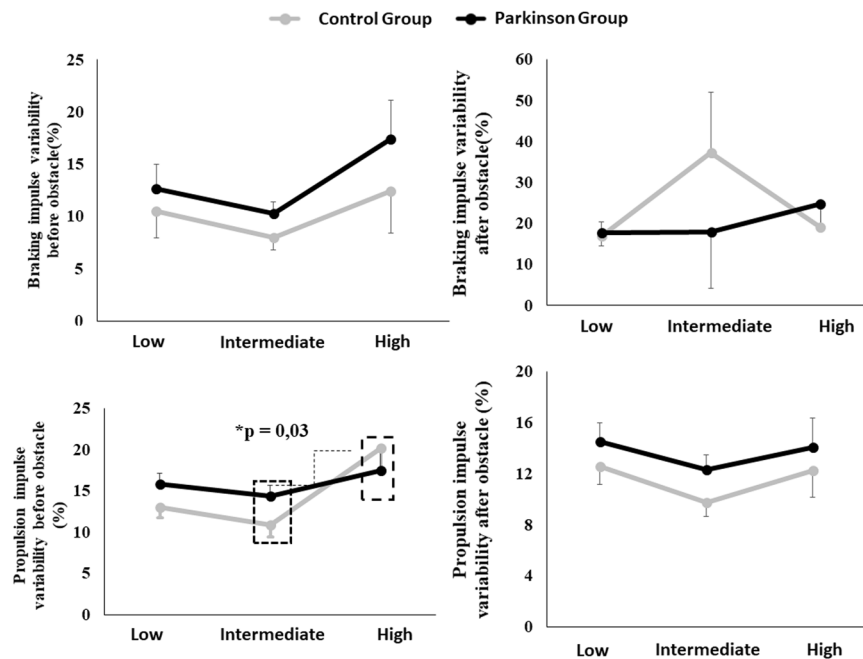 Control Group Parkinson Group
Braking impulse variability
before obstacle(%)
25
20
15
10
5
0
Low Intermediate High
Braking impulse variability
after obstacle(%)
60
50
40
30
20
10
0
Low Intermediate High
Propulsion impulse
variability before obstacle
(%)
25
20
15
10
5
0
*p = 0,03
Low Intermediate High
Propulsion impulse
variability after obstacle (%)
20
16
12
8
4
0
Low Intermediate High